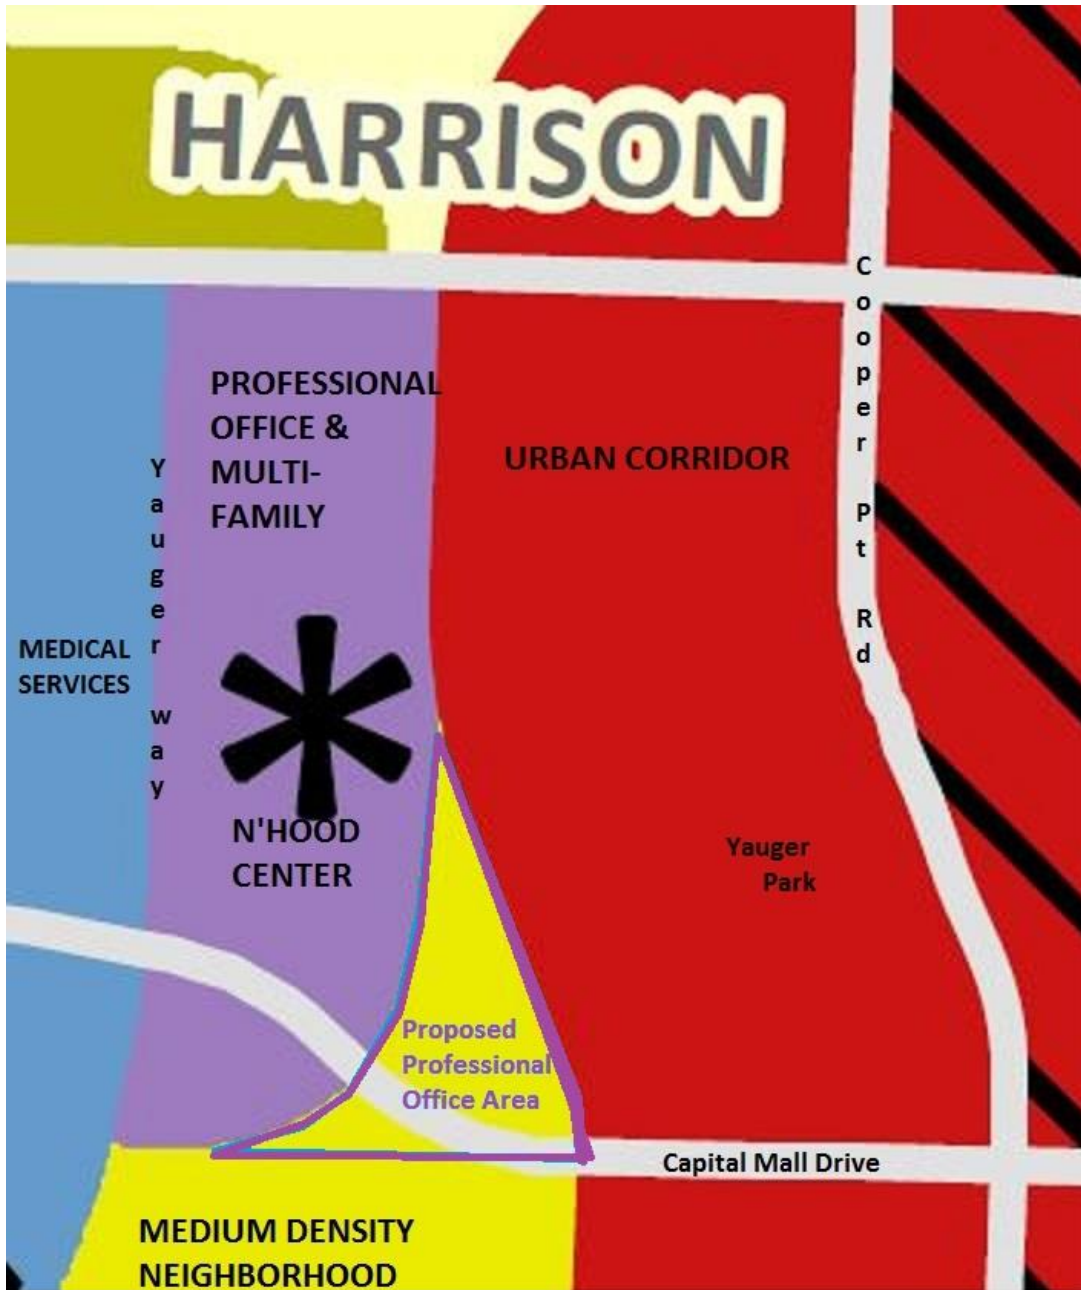 HARRISON
Cooper Pt Rd
PROFESSIONAL
OFFICE &
MULTI-
FAMILY
URBAN CORRIDOR
Yauger way
MEDICAL
SERVICES
N'HOOD
CENTER
Yauger
Park
Proposed
Professional
Office Area
Capital Mall Drive
MEDIUM DENSITY
NEIGHBORHOOD